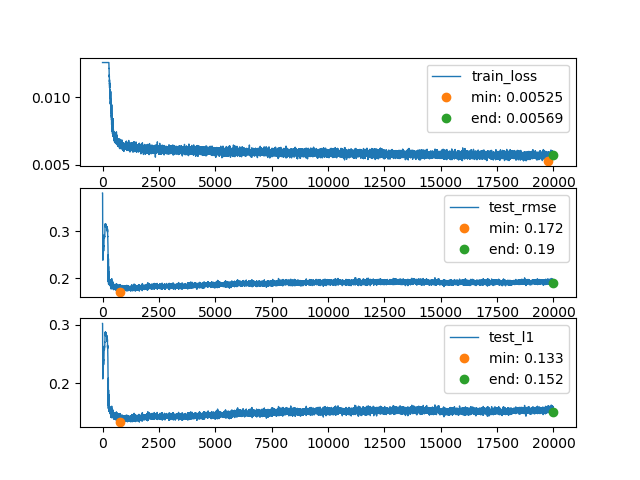 train_loss
min: 0.00525
end: 0.00569
0.010
0.005
0 2500 5000 7500 10000 12500 15000 17500 20000
test_rmse
min: 0.172
end: 0.19
0.3
0.2
0 2500 5000 7500 10000 12500 15000 17500 20000
test_l1
min: 0.133
end: 0.152
0.3
0.2
0 2500 5000 7500 10000 12500 15000 17500 20000